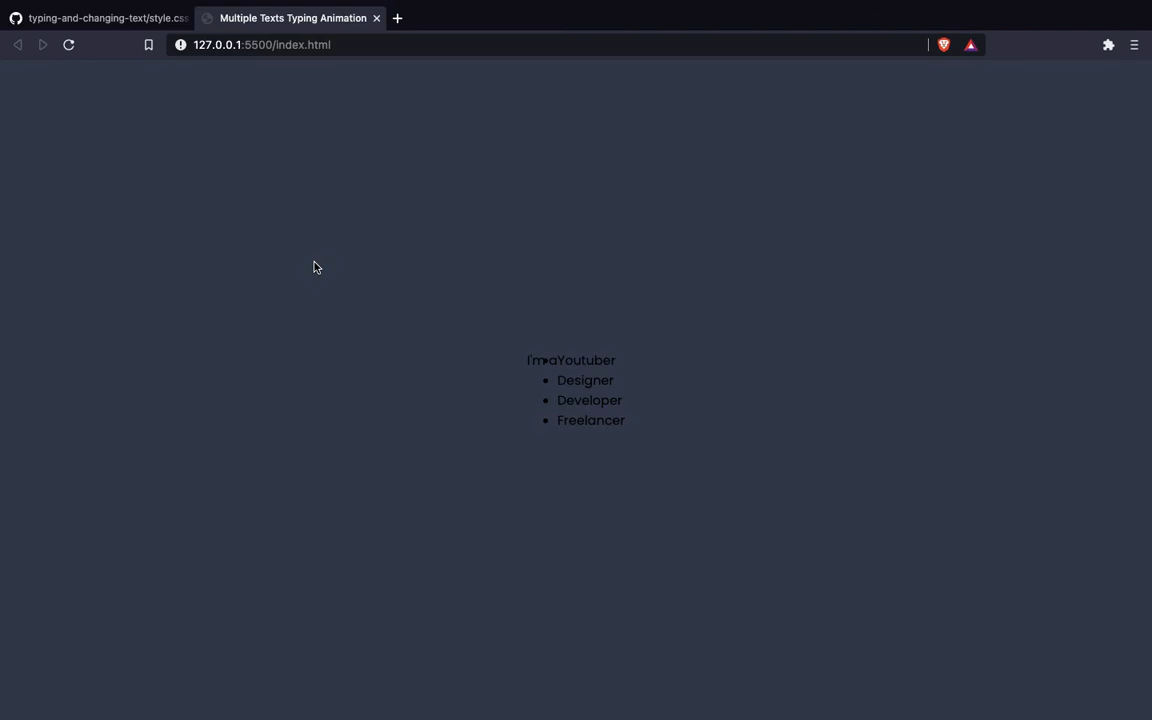 typing-and-changing-text/style.css
Multiple Texts Typing Animation
127.0.0.1:5500/index.html
I'm a Youtuber
Designer
Developer
Freelancer